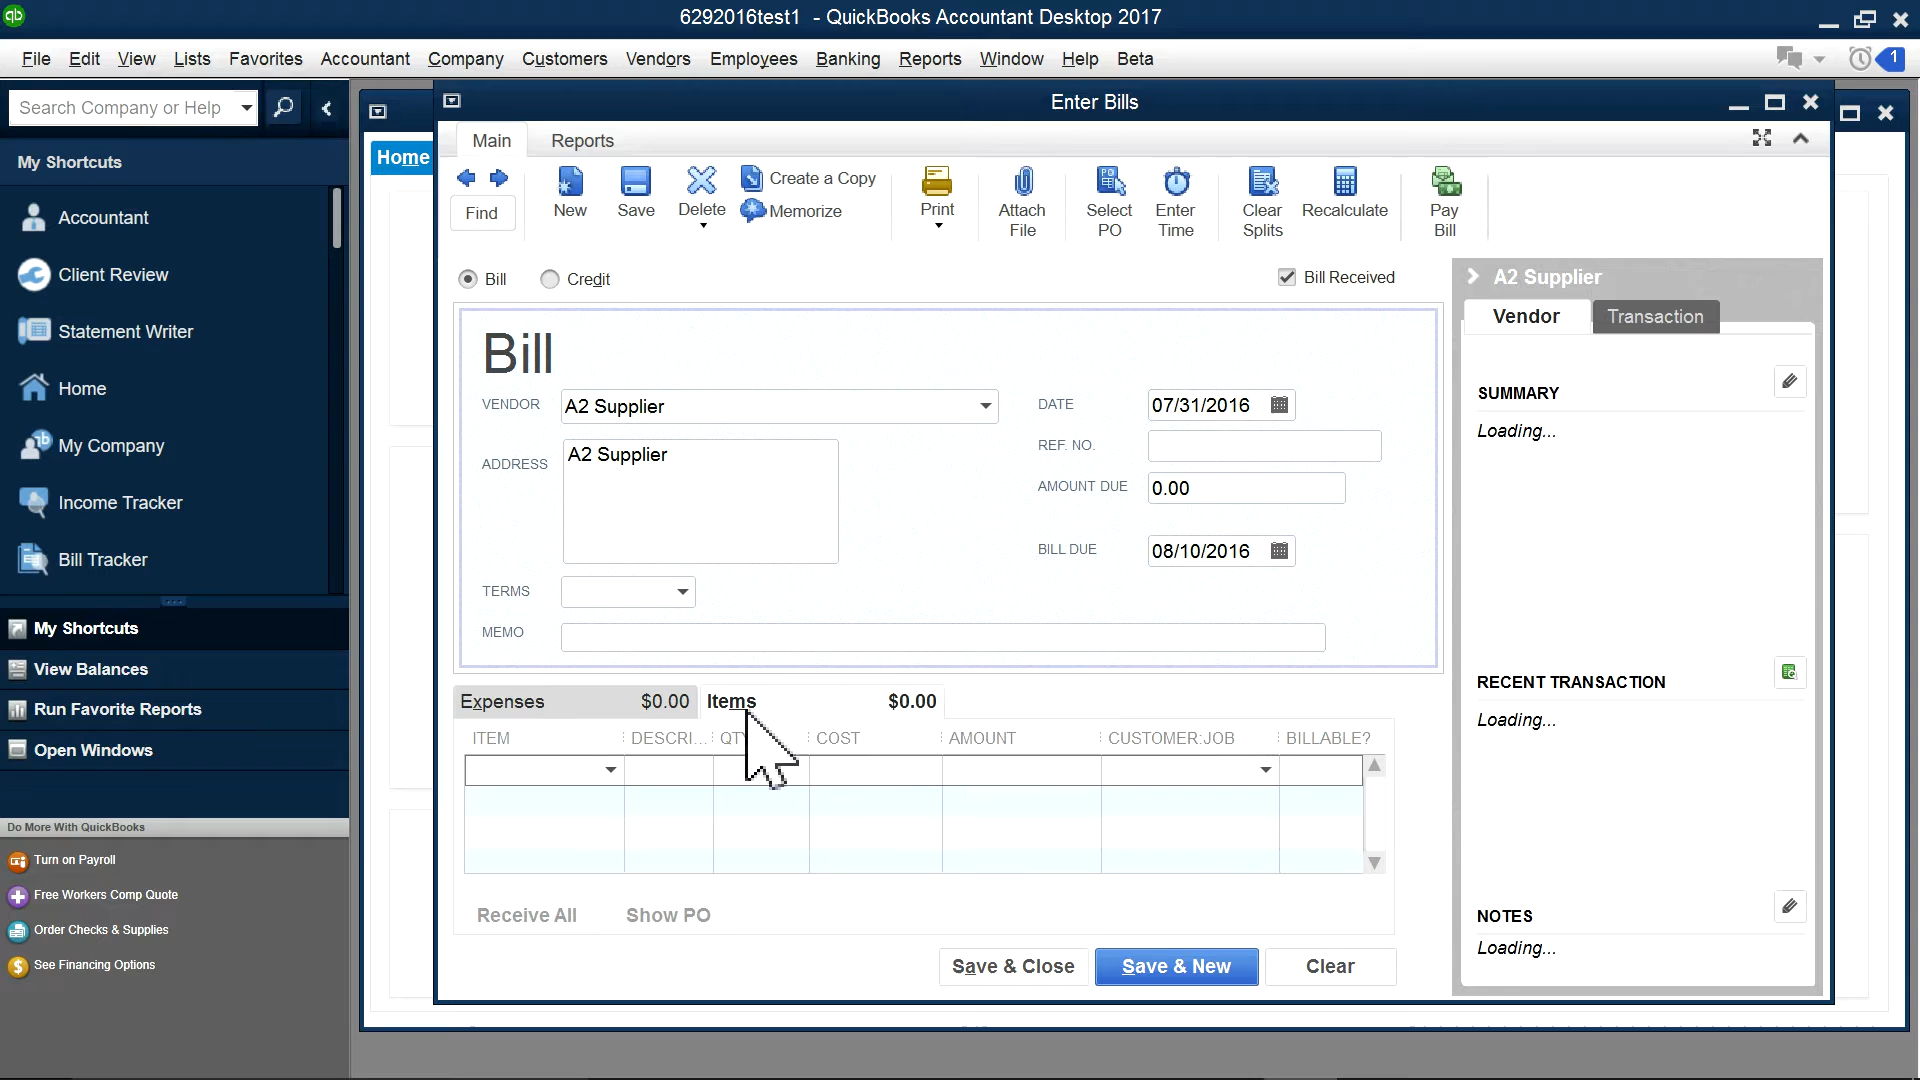 qb
6292016test1 - QuickBooks Accountant Desktop 2017
File Edit View Lists Favorites Accountant Company Customers Vendors Employees Banking Reports Window Help Beta
1
Search Company or Help
My Shortcuts
Accountant
Client Review
Statement Writer
Home
My Company
Income Tracker
Bill Tracker
My Shortcuts
View Balances
Run Favorite Reports
Open Windows
Do More With QuickBooks
Turn on Payroll
Free Workers Comp Quote
Order Checks & Supplies
See Financing Options
Home
Enter Bills
Main Reports
Find
New
Save
Delete
Create a Copy
Memorize
Print
Attach
File
Select
PO
Enter
Time
Clear
Splits
Recalculate
Pay
Bill
Bill Credit
Bill Received
Bill
VENDOR A2 Supplier
ADDRESS A2 Supplier
TERMS
MEMO
DATE 07/31/2016
REF. NO.
AMOUNT DUE 0.00
BILL DUE 08/10/2016
Expenses $0.00 Items $0.00
ITEM DESCRI... QTY COST AMOUNT CUSTOMER:JOB BILLABLE?
Receive All Show PO
Save & Close Save & New Clear
A2 Supplier
Vendor Transaction
SUMMARY
Loading...
RECENT TRANSACTION
Loading...
NOTES
Loading...